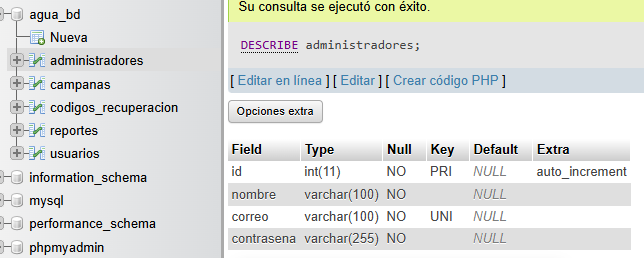 agua_bd
Nueva
administradores
campanas
codigos_recuperacion
reportes
usuarios
information_schema
mysql
performance_schema
phpmyadmin
Su consulta se ejecutó con éxito.
DESCRIBE administradores;
[ Editar en línea ] [ Editar ] [ Crear código PHP ]
Opciones extra
Field Type Null Key Default Extra
id int(11) NO PRI NULL auto_increment
nombre varchar(100) NO NULL
correo varchar(100) NO UNI NULL
contrasena varchar(255) NO NULL